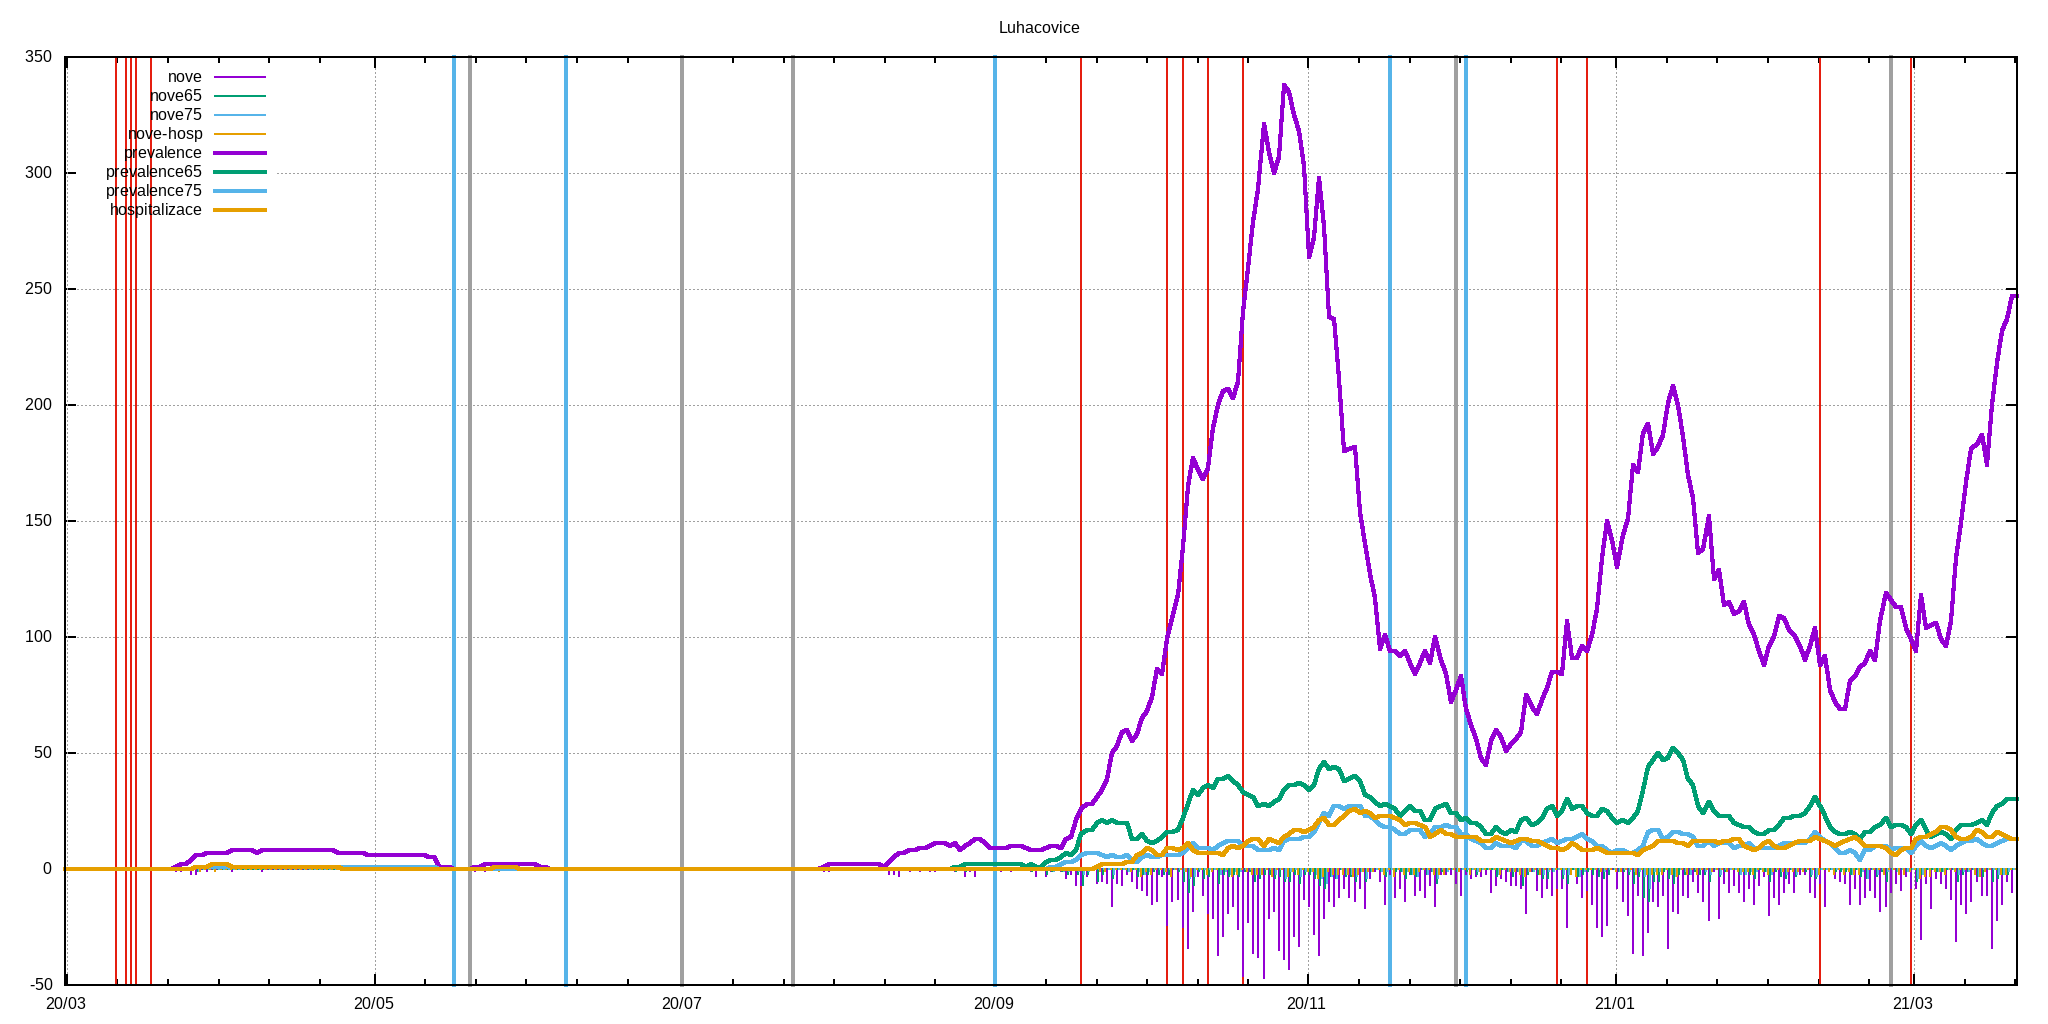 Luhacovice
350
300
250
200
150
100
50
0
-50
nove
nove65
nove75
nove-hosp
prevalence
prevalence65
prevalence75
hospitalizace
20/03 20/05 20/07 20/09 20/11 21/01 21/03